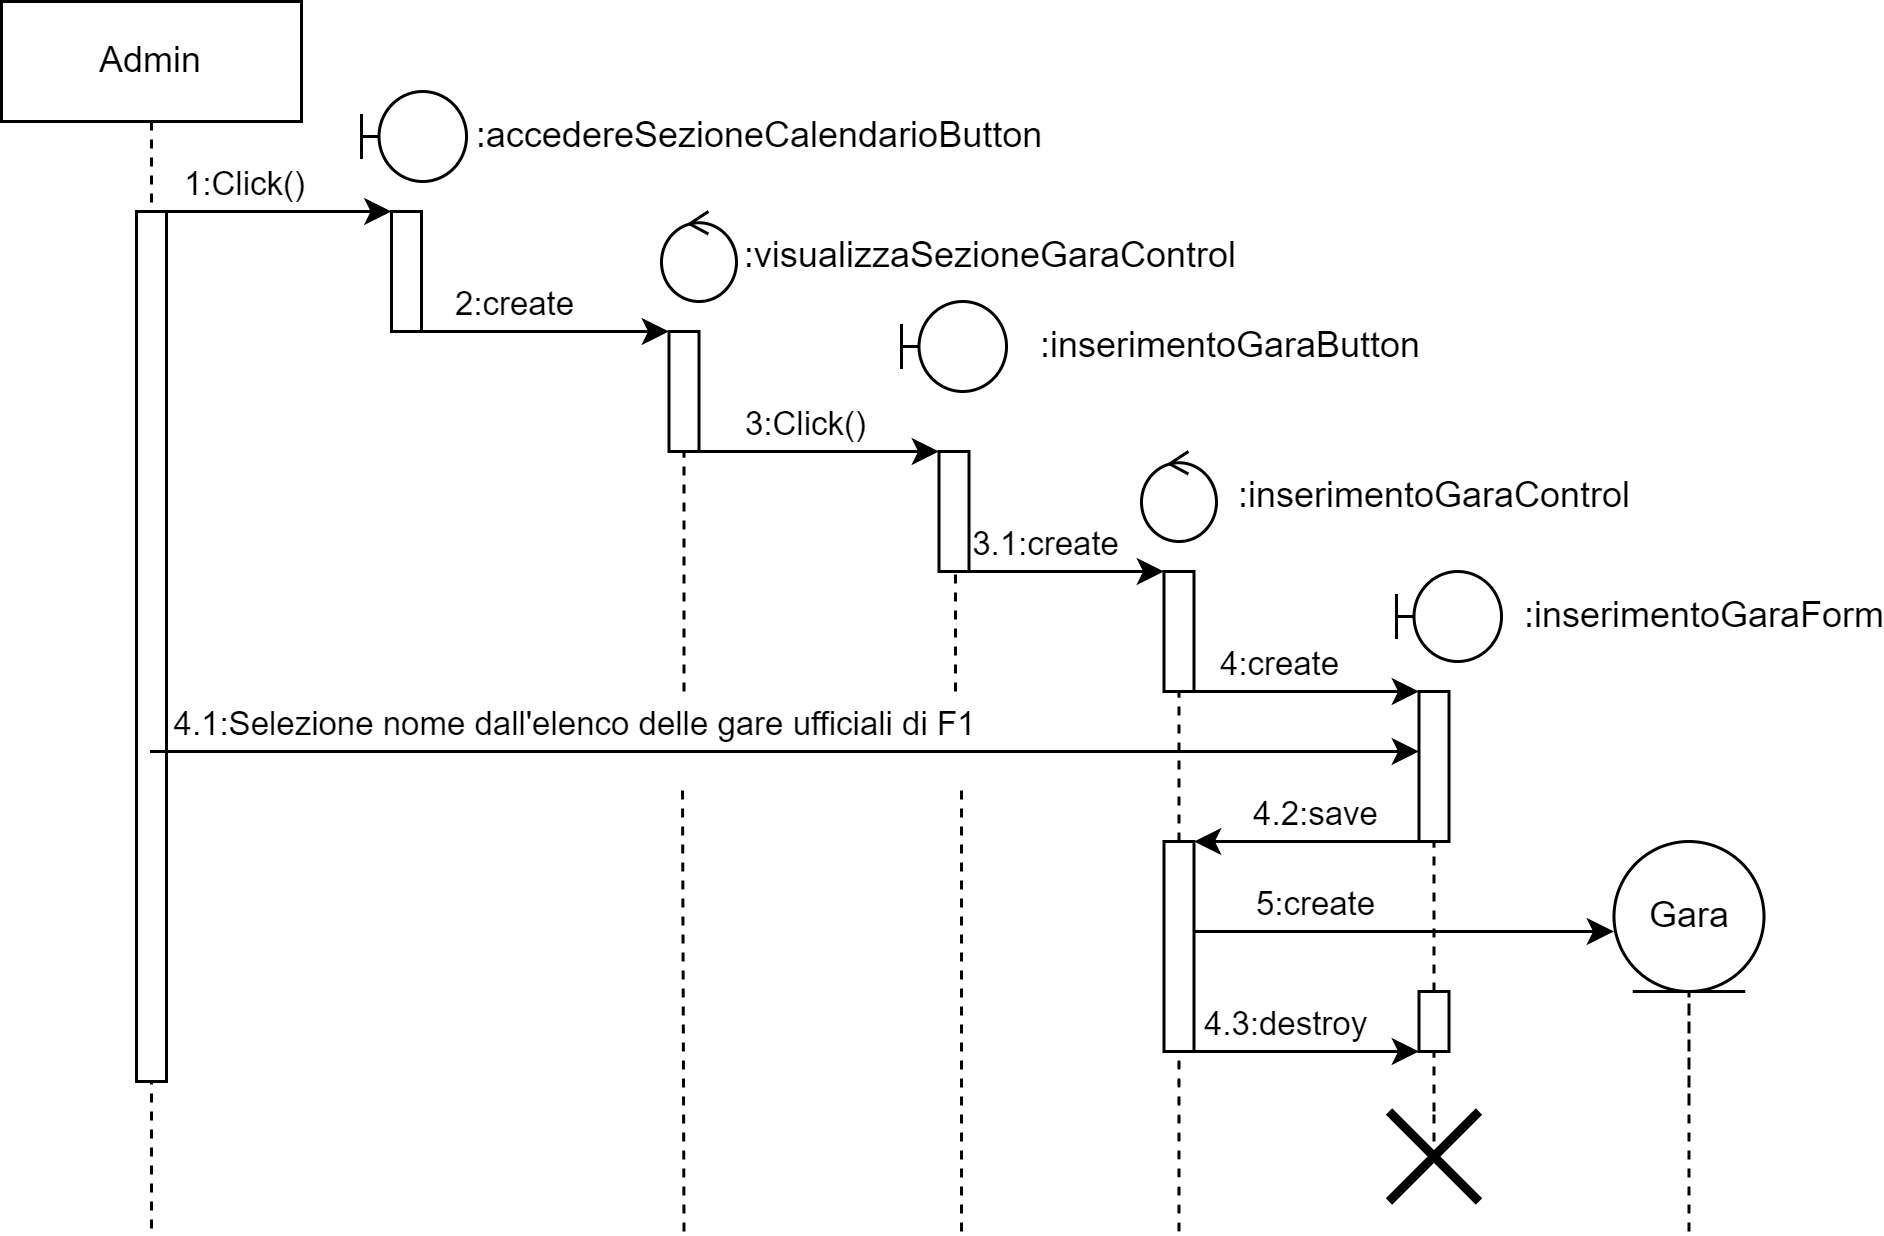 Admin
:accedereSezioneCalendarioButton
1:Click()
:visualizzaSezioneGaraControl
2:create
:inserimentoGaraButton
3:Click()
:inserimentoGaraControl
3.1:create
:inserimentoGaraForm
4:create
4.1:Selezione nome dall'elenco delle gare ufficiali di F1
4.2:save
5:create
Gara
4.3:destroy